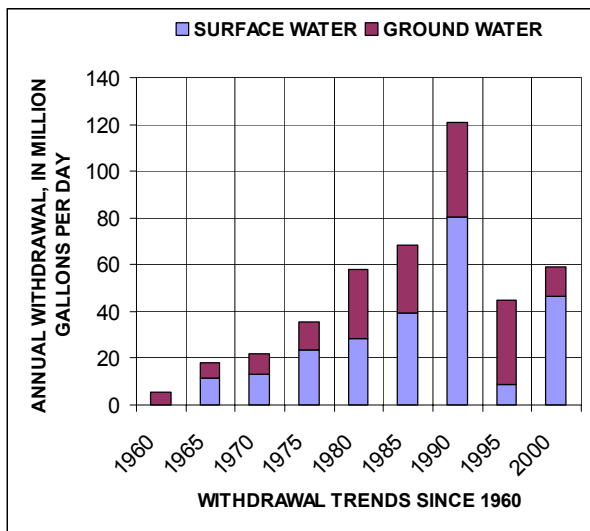 SURFACE WATER GROUND WATER
ANNUAL WITHDRAWAL, IN MILLION
GALLONS PER DAY
140
120
100
80
60
40
20
0
1960 1965 1970 1975 1980 1985 1990 1995 2000
WITHDRAWAL TRENDS SINCE 1960